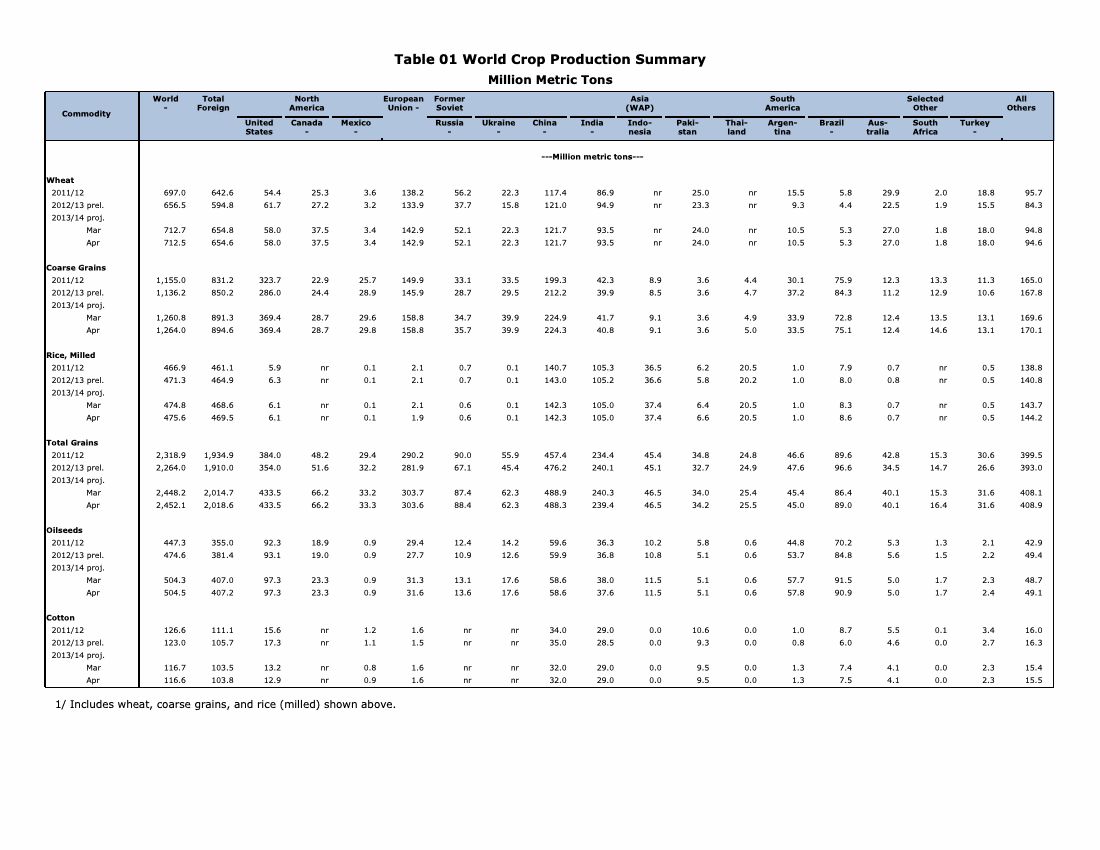 Table 01 World Crop Production Summary
Million Metric Tons
World Total North European Former Asia South Selected All
- Foreign America Union - Soviet (WAP) America Other Others
Commodity
United Canada Mexico Russia Ukraine China India Indo- Paki- Thai- Argen- Brazil Aus- South Turkey
States - - - - - - nesia stan land tina - tralia Africa -
---Million metric tons---
Wheat
2011/12 697.0 642.6 54.4 25.3 3.6 138.2 56.2 22.3 117.4 86.9 nr 25.0 nr 15.5 5.8 29.9 2.0 18.8 95.7
2012/13 prel. 656.5 594.8 61.7 27.2 3.2 133.9 37.7 15.8 121.0 94.9 nr 23.3 nr 9.3 4.4 22.5 1.9 15.5 84.3
2013/14 proj.
Mar 712.7 654.8 58.0 37.5 3.4 142.9 52.1 22.3 121.7 93.5 nr 24.0 nr 10.5 5.3 27.0 1.8 18.0 94.8
Apr 712.5 654.6 58.0 37.5 3.4 142.9 52.1 22.3 121.7 93.5 nr 24.0 nr 10.5 5.3 27.0 1.8 18.0 94.6
Coarse Grains
2011/12 1,155.0 831.2 323.7 22.9 25.7 149.9 33.1 33.5 199.3 42.3 8.9 3.6 4.4 30.1 75.9 12.3 13.3 11.3 165.0
2012/13 prel. 1,136.2 850.2 286.0 24.4 28.9 145.9 28.7 29.5 212.2 39.9 8.5 3.6 4.7 37.2 84.3 11.2 12.9 10.6 167.8
2013/14 proj.
Mar 1,260.8 891.3 369.4 28.7 29.6 158.8 34.7 39.9 224.9 41.7 9.1 3.6 4.9 33.9 72.8 12.4 13.5 13.1 169.6
Apr 1,264.0 894.6 369.4 28.7 29.8 158.8 35.7 39.9 224.3 40.8 9.1 3.6 5.0 33.5 75.1 12.4 14.6 13.1 170.1
Rice, Milled
2011/12 466.9 461.1 5.9 nr 0.1 2.1 0.7 0.1 140.7 105.3 36.5 6.2 20.5 1.0 7.9 0.7 nr 0.5 138.8
2012/13 prel. 471.3 464.9 6.3 nr 0.1 2.1 0.7 0.1 143.0 105.2 36.6 5.8 20.2 1.0 8.0 0.8 nr 0.5 140.8
2013/14 proj.
Mar 474.8 468.6 6.1 nr 0.1 2.1 0.6 0.1 142.3 105.0 37.4 6.4 20.5 1.0 8.3 0.7 nr 0.5 143.7
Apr 475.6 469.5 6.1 nr 0.1 1.9 0.6 0.1 142.3 105.0 37.4 6.6 20.5 1.0 8.6 0.7 nr 0.5 144.2
Total Grains
2011/12 2,318.9 1,934.9 384.0 48.2 29.4 290.2 90.0 55.9 457.4 234.4 45.4 34.8 24.8 46.6 89.6 42.8 15.3 30.6 399.5
2012/13 prel. 2,264.0 1,910.0 354.0 51.6 32.2 281.9 67.1 45.4 476.2 240.1 45.1 32.7 24.9 47.6 96.6 34.5 14.7 26.6 393.0
2013/14 proj.
Mar 2,448.2 2,014.7 433.5 66.2 33.2 303.7 87.4 62.3 488.9 240.3 46.5 34.0 25.4 45.4 86.4 40.1 15.3 31.6 408.1
Apr 2,452.1 2,018.6 433.5 66.2 33.3 303.6 88.4 62.3 488.3 239.4 46.5 34.2 25.5 45.0 89.0 40.1 16.4 31.6 408.9
Oilseeds
2011/12 447.3 355.0 92.3 18.9 0.9 29.4 12.4 14.2 59.6 36.3 10.2 5.8 0.6 44.8 70.2 5.3 1.3 2.1 42.9
2012/13 prel. 474.6 381.4 93.1 19.0 0.9 27.7 10.9 12.6 59.9 36.8 10.8 5.1 0.6 53.7 84.8 5.6 1.5 2.2 49.4
2013/14 proj.
Mar 504.3 407.0 97.3 23.3 0.9 31.3 13.1 17.6 58.6 38.0 11.5 5.1 0.6 57.7 91.5 5.0 1.7 2.3 48.7
Apr 504.5 407.2 97.3 23.3 0.9 31.6 13.6 17.6 58.6 37.6 11.5 5.1 0.6 57.8 90.9 5.0 1.7 2.4 49.1
Cotton
2011/12 126.6 111.1 15.6 nr 1.2 1.6 nr nr 34.0 29.0 0.0 10.6 0.0 1.0 8.7 5.5 0.1 3.4 16.0
2012/13 prel. 123.0 105.7 17.3 nr 1.1 1.5 nr nr 35.0 28.5 0.0 9.3 0.0 0.8 6.0 4.6 0.0 2.7 16.3
2013/14 proj.
Mar 116.7 103.5 13.2 nr 0.8 1.6 nr nr 32.0 29.0 0.0 9.5 0.0 1.3 7.4 4.1 0.0 2.3 15.4
Apr 116.6 103.8 12.9 nr 0.9 1.6 nr nr 32.0 29.0 0.0 9.5 0.0 1.3 7.5 4.1 0.0 2.3 15.5
1/ Includes wheat, coarse grains, and rice (milled) shown above.